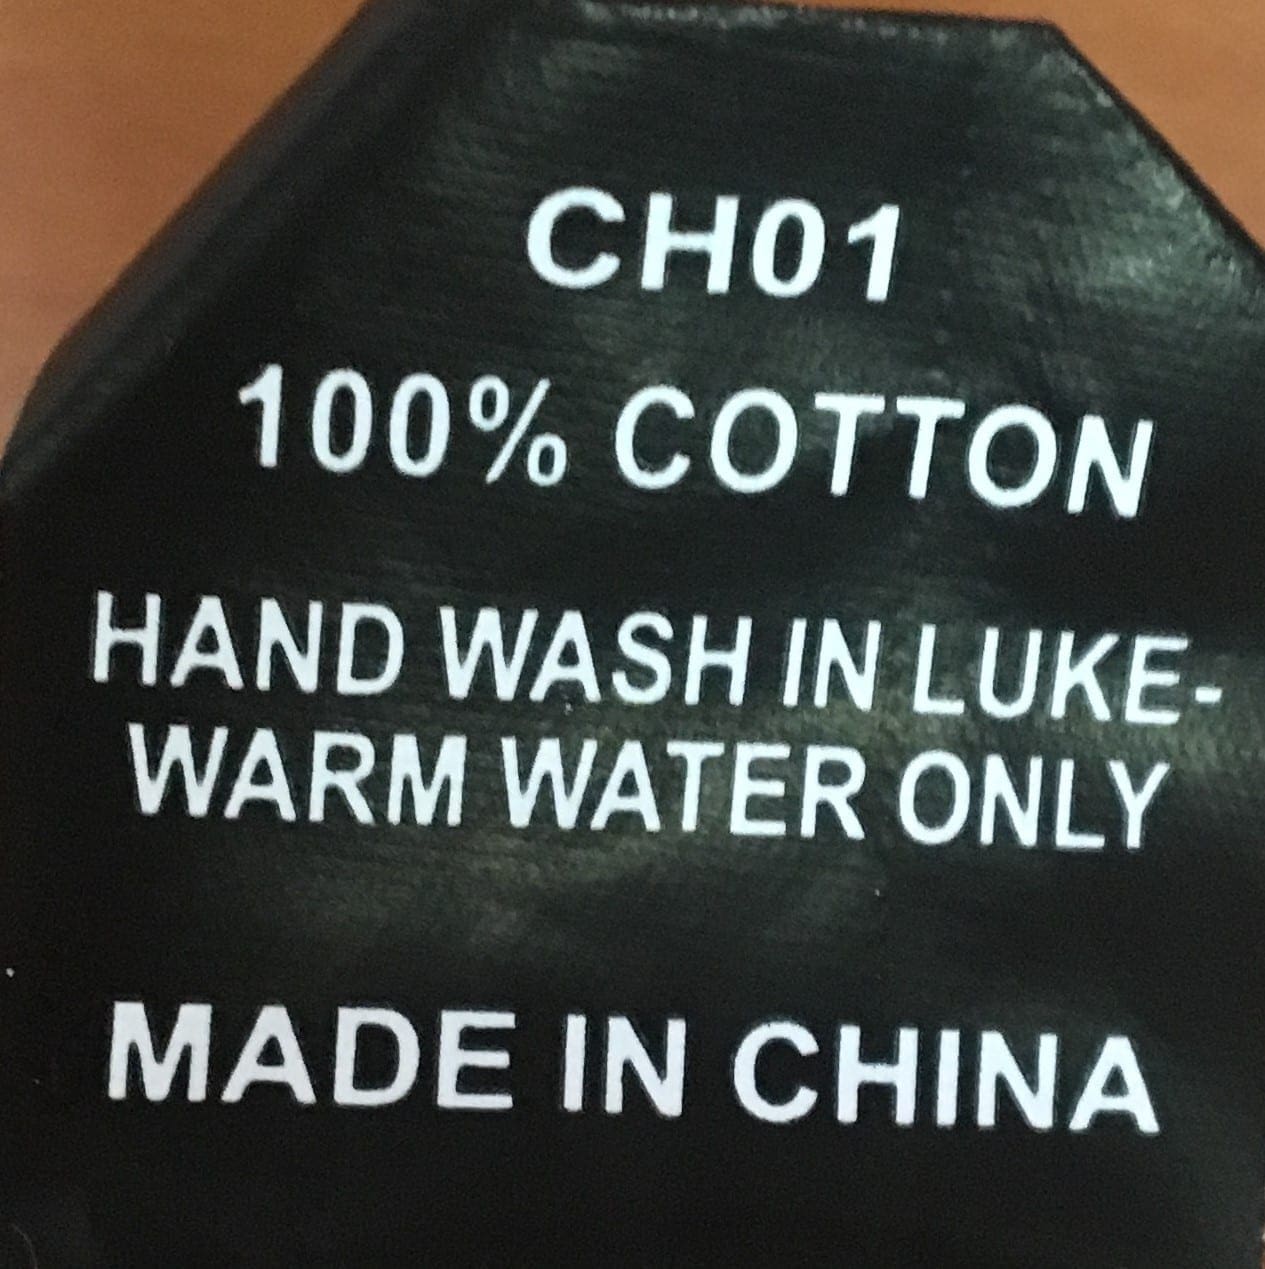 CH01
100% COTTON
HAND WASH IN LUKE-
WARM WATER ONLY
MADE IN CHINA